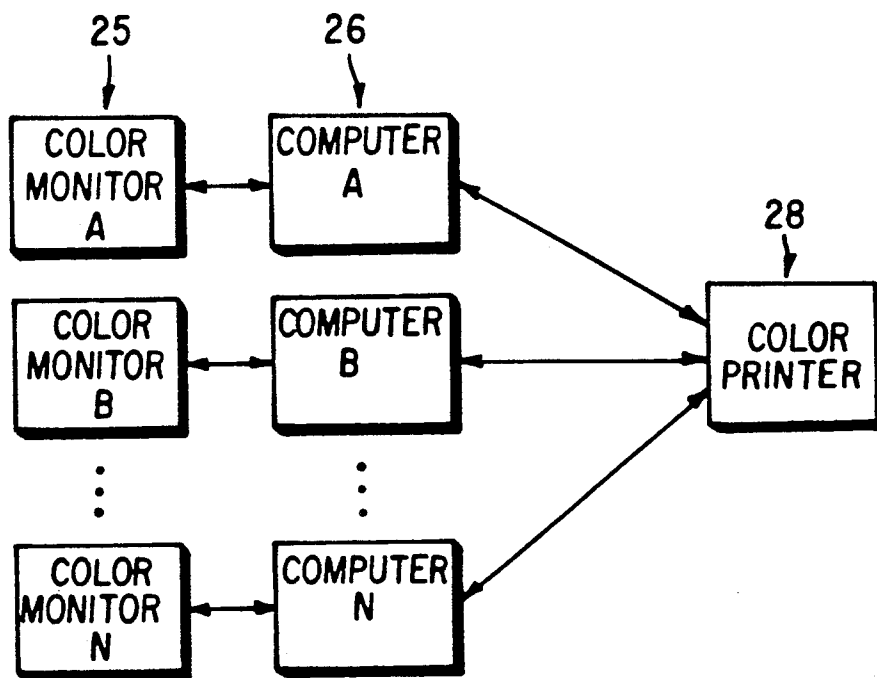 25
26
COLOR
MONITOR
A
COMPUTER
A
28
COLOR
MONITOR
B
COMPUTER
B
COLOR
PRINTER
COLOR
MONITOR
N
COMPUTER
N